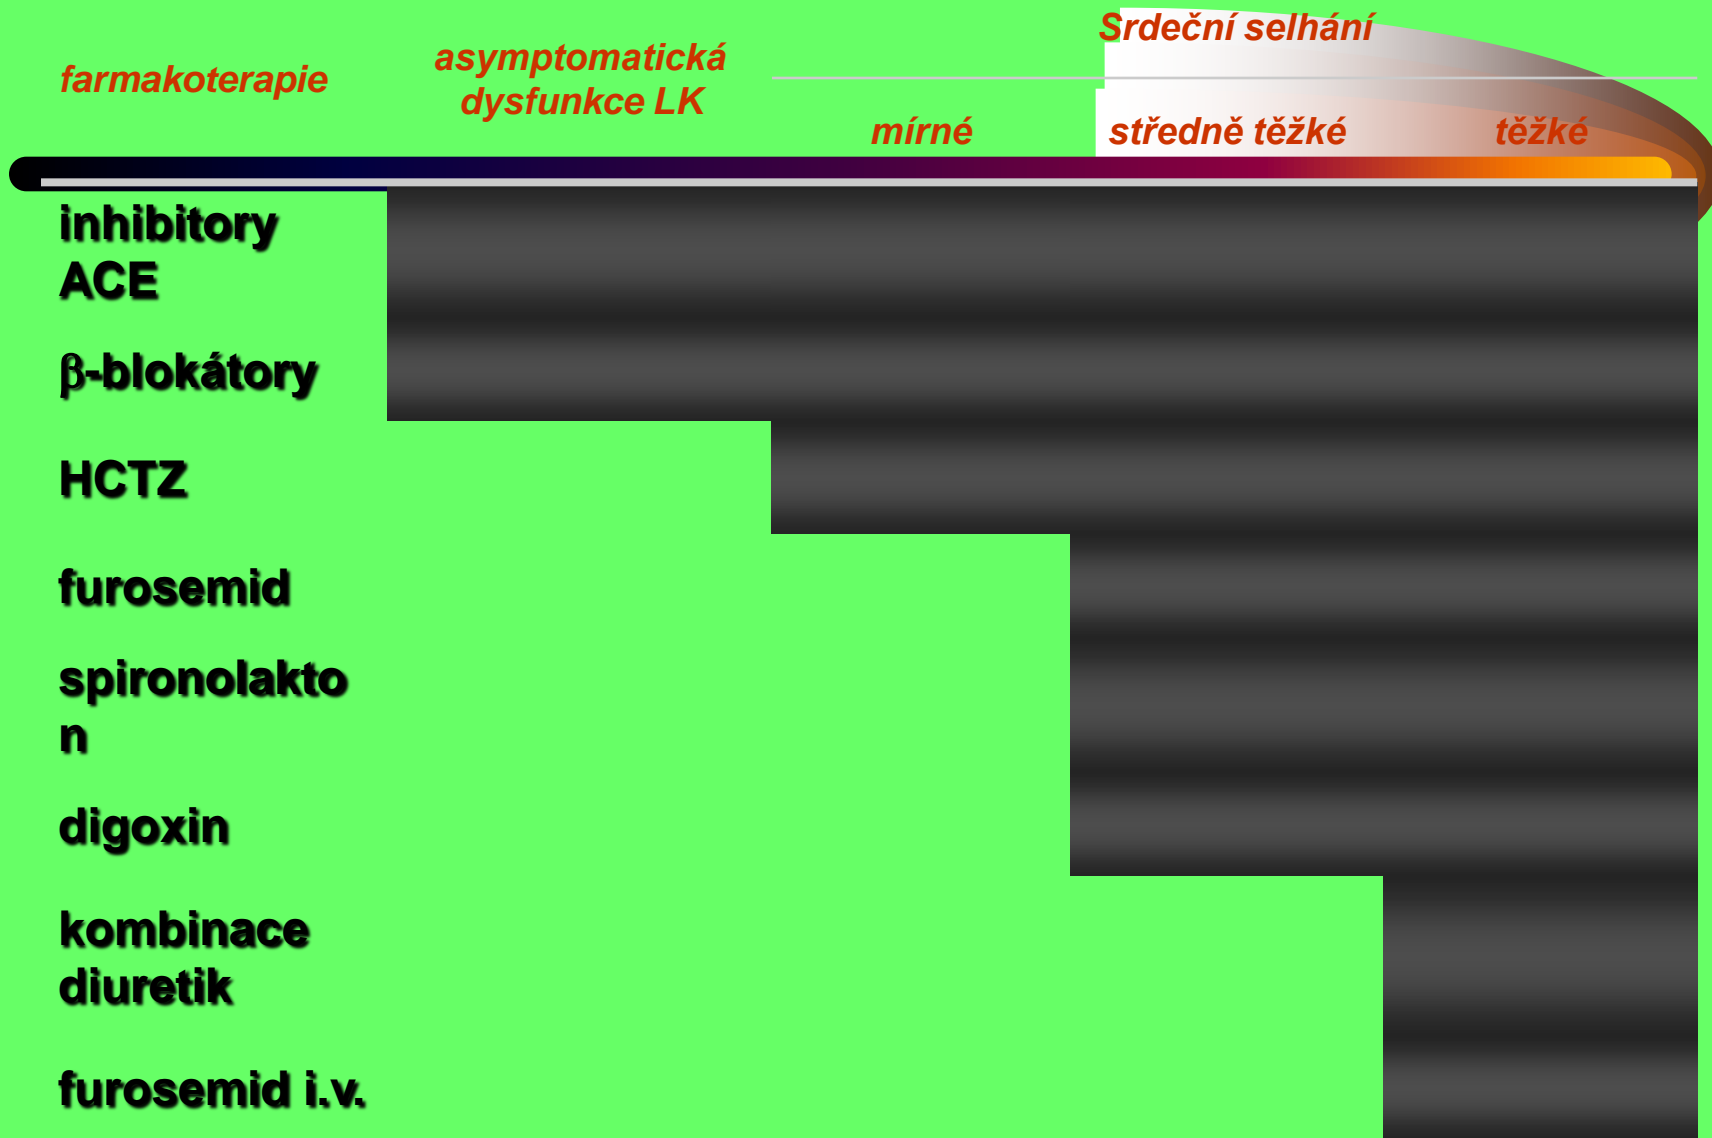 Srdeční selhání
farmakoterapie
asymptomatická
dysfunkce LK
mírné
středně těžké
těžké
inhibitory
ACE
β-blokátory
HCTZ
furosemid
spironolakto
n
digoxin
kombinace
diuretik
furosemid i.v.